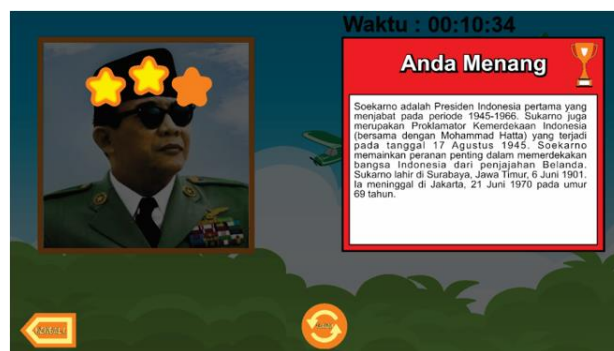 Waktu : 00:10:34
Anda Menang
Soekarno adalah Presiden Indonesia pertama yang
menjabat pada periode 1945-1966. Sukarno juga
merupakan Proklamator Kemerdekaan Indonesia
(bersama dengan Mohammad Hatta) yang terjadi
pada tanggal 17 Agustus 1945. Soekarno
memainkan peranan penting dalam memerdekakan
bangsa Indonesia dari penjajahan Belanda.
Sukarno lahir di Surabaya, Jawa Timur, 6 Juni 1901.
Ia meninggal di Jakarta, 21 Juni 1970 pada umur
69 tahun.